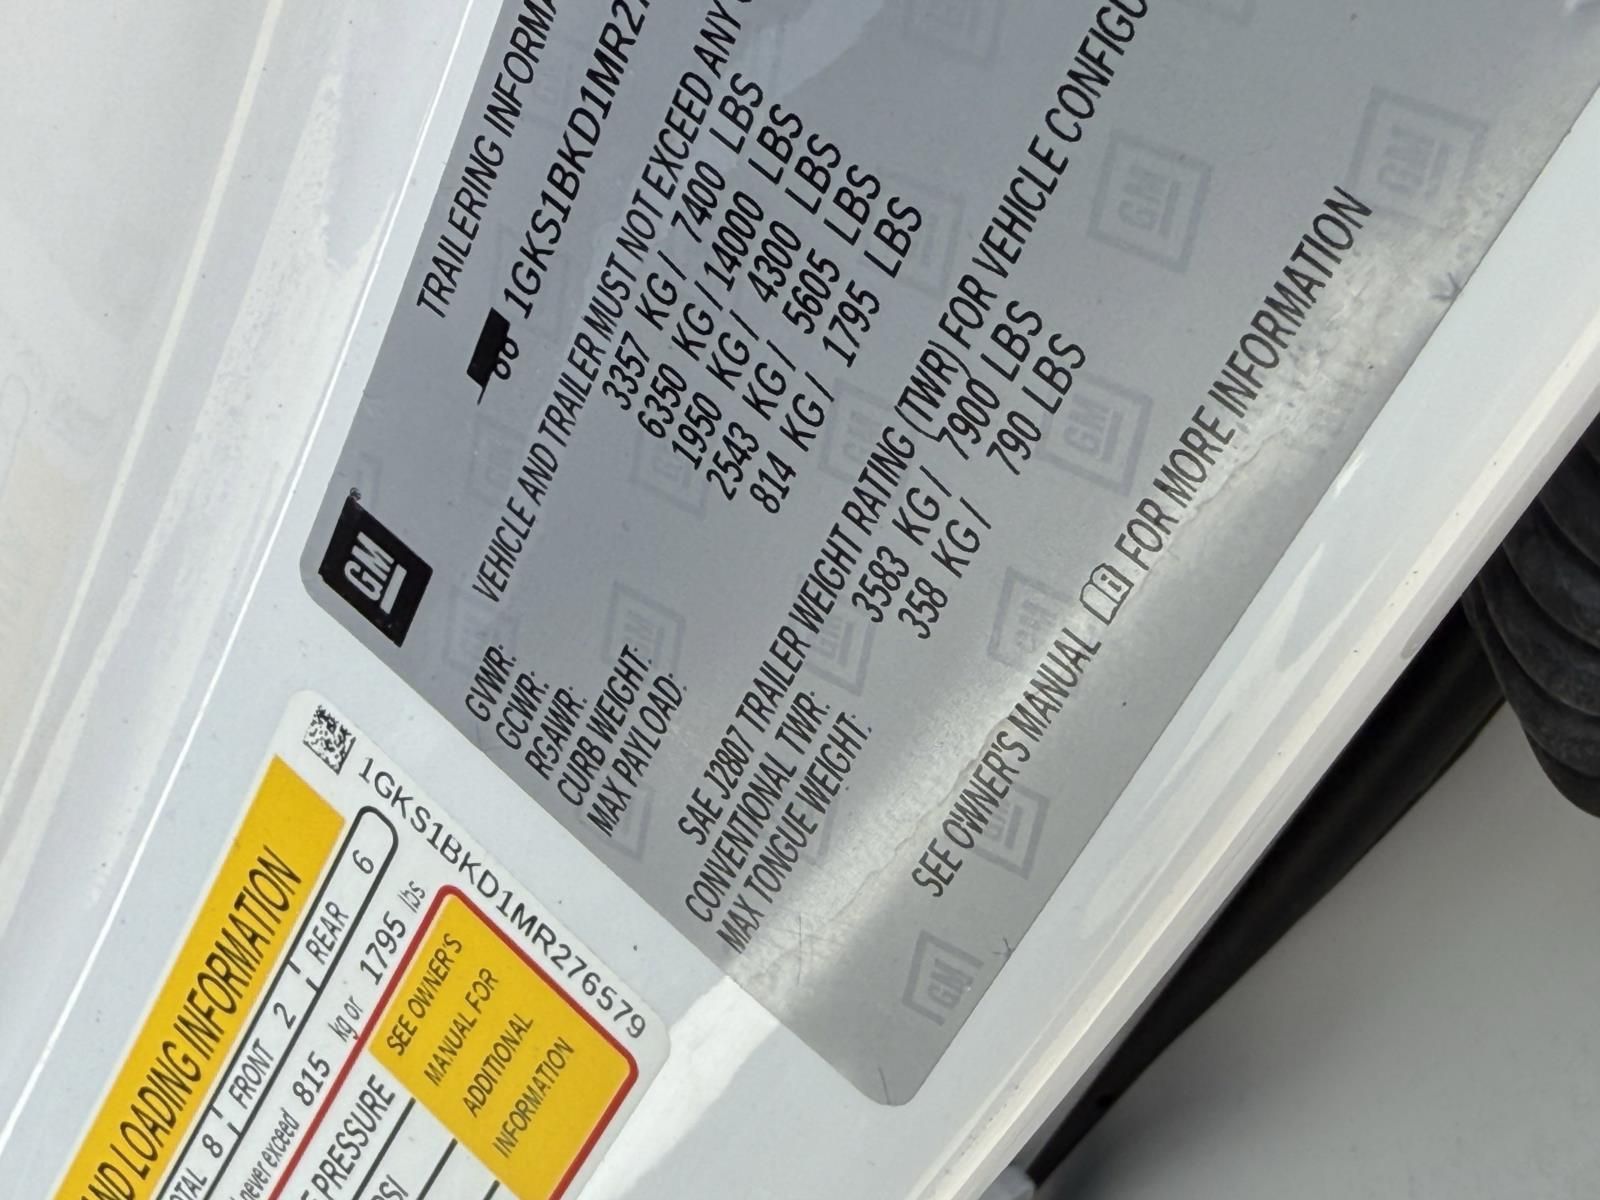 GM
TRAILERING INFORMA
1GKS1BKD1MR27
VEHICLE AND TRAILER MUST NOT EXCEED ANY
GVWR: 3357 KG / 7400 LBS
GCWR: 6350 KG / 14000 LBS
RGAWR: 1950 KG / 4300 LBS
CURB WEIGHT: 2543 KG / 5605 LBS
MAX PAYLOAD: 814 KG / 1795 LBS
SAE J2807 TRAILER WEIGHT RATING (TWR) FOR VEHICLE CONFIGU
CONVENTIONAL TWR: 3583 KG / 7900 LBS
MAX TONGUE WEIGHT: 358 KG / 790 LBS
SEE OWNER'S MANUAL FOR MORE INFORMATION
ND LOADING INFORMATION
OTAL 8 FRONT 2 REAR 6
never exceed 815 kg or 1795 lbs
PRESSURE
SEE OWNER'S
MANUAL FOR
ADDITIONAL
INFORMATION
1GKS1BKD1MR276579